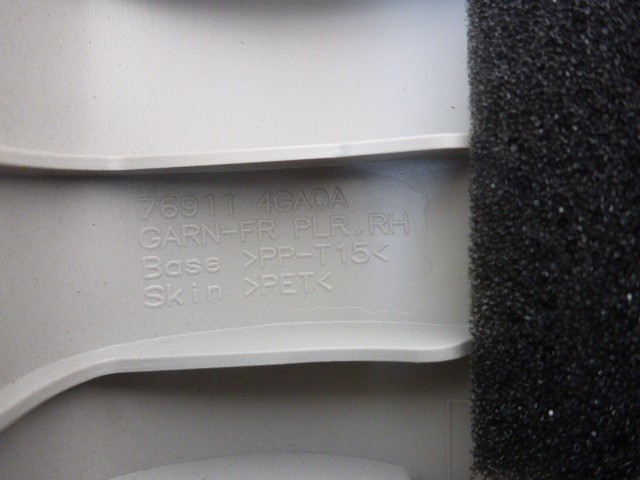 76911 4GA0A
GARN-FR PLR,RH
Base >PP-T15<
Skin >PET<